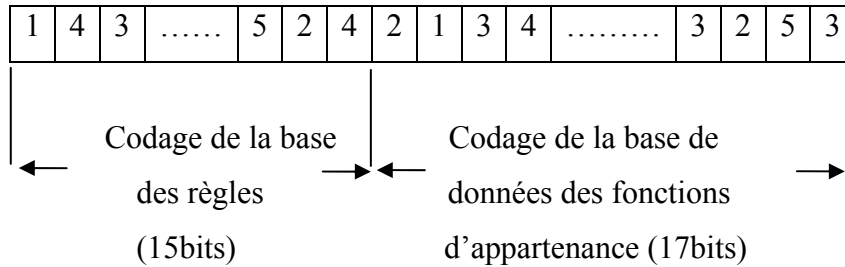 1 4 3 ...... 5 2 4 2 1 3 4 ......... 3 2 5 3
Codage de la base
des règles
(15bits)
Codage de la base de
données des fonctions
d'appartenance (17bits)